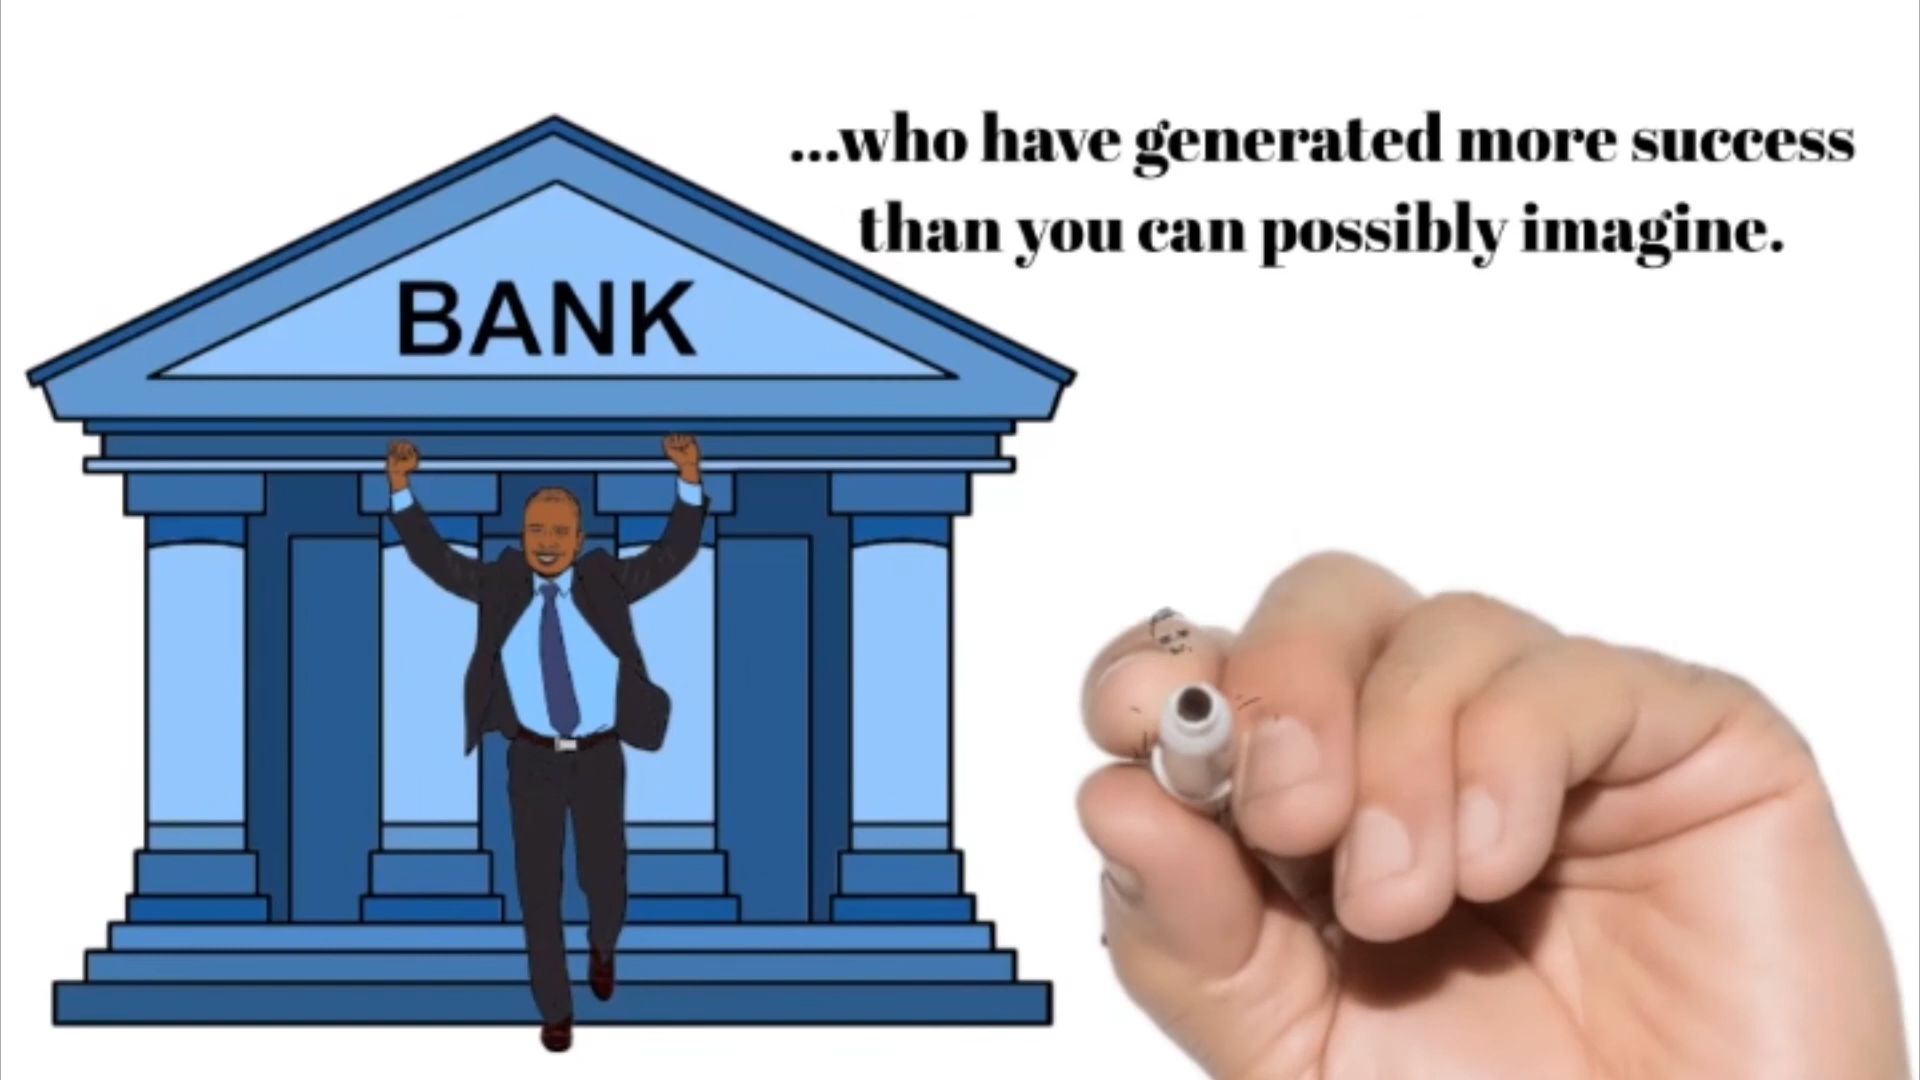 ...who have generated more success
than you can possibly imagine.
BANK